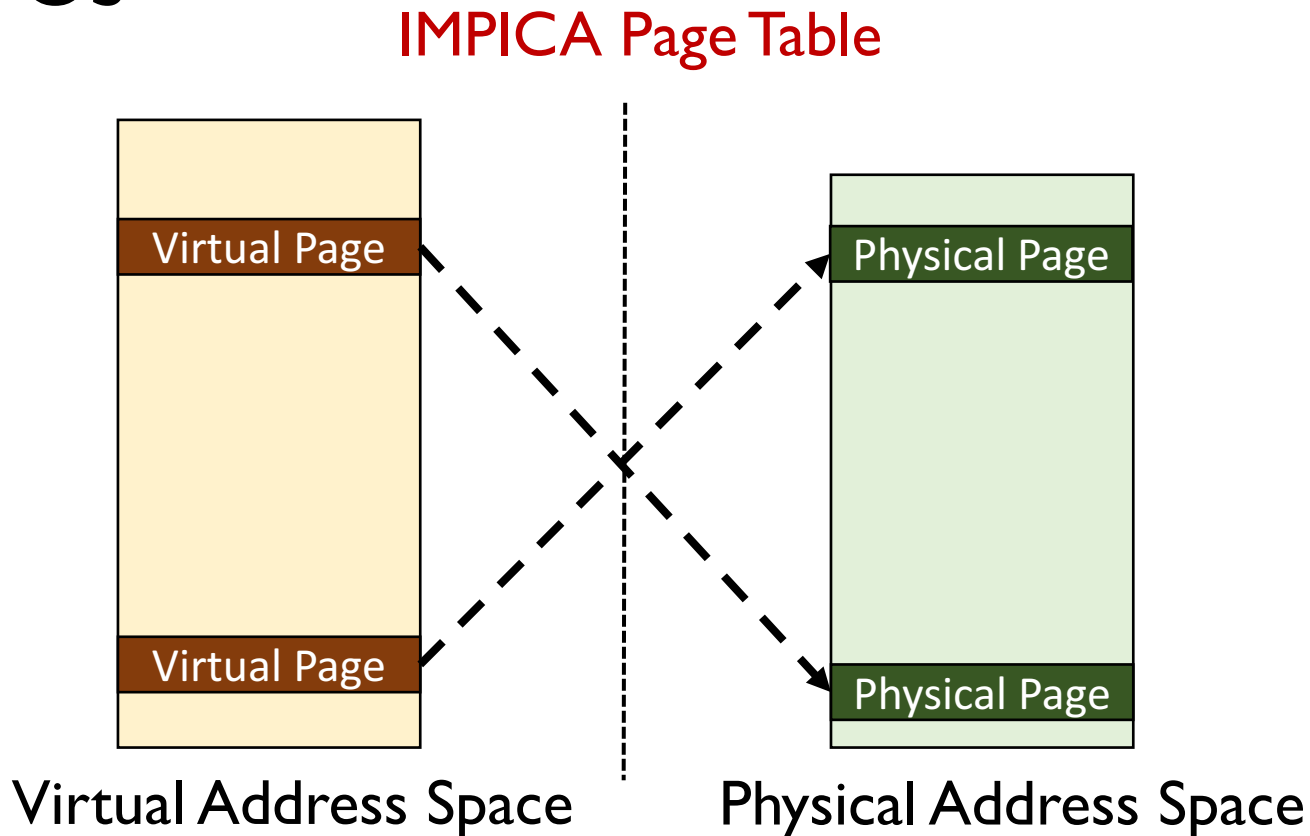 IMPICA Page Table
Virtual Page
Physical Page
Virtual Page
Physical Page
Virtual Address Space
Physical Address Space